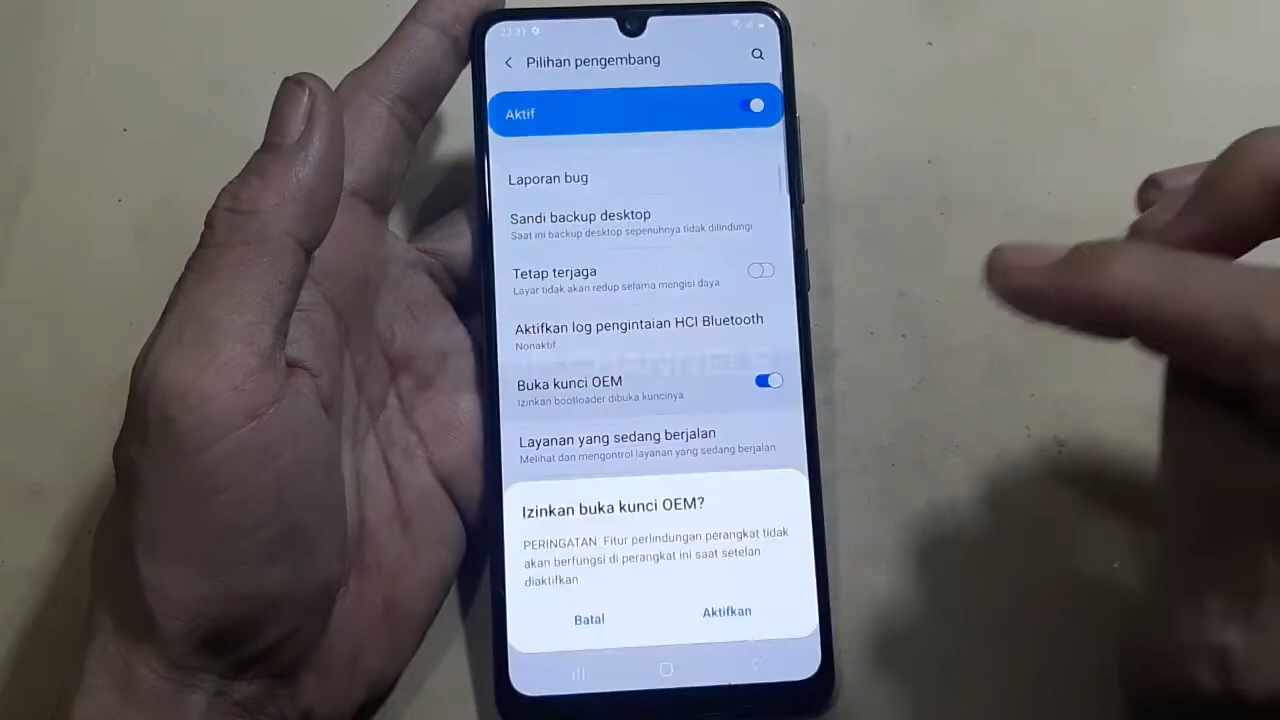 23.31
Pilihan pengembang
Aktif
Laporan bug
Sandi backup desktop
Saat ini backup desktop sepenuhnya tidak dilindungi
Tetap terjaga
Layar tidak akan redup selama mengisi daya
Aktifkan log pengintaian HCI Bluetooth
Nonaktif
Buka kunci OEM
Izinkan bootloader dibuka kuncinya
Layanan yang sedang berjalan
Melihat dan mengontrol layanan yang sedang berjalan
Izinkan buka kunci OEM?
PERINGATAN: Fitur perlindungan perangkat tidak
akan berfungsi di perangkat ini saat setelan
diaktifkan
Batal
Aktifkan